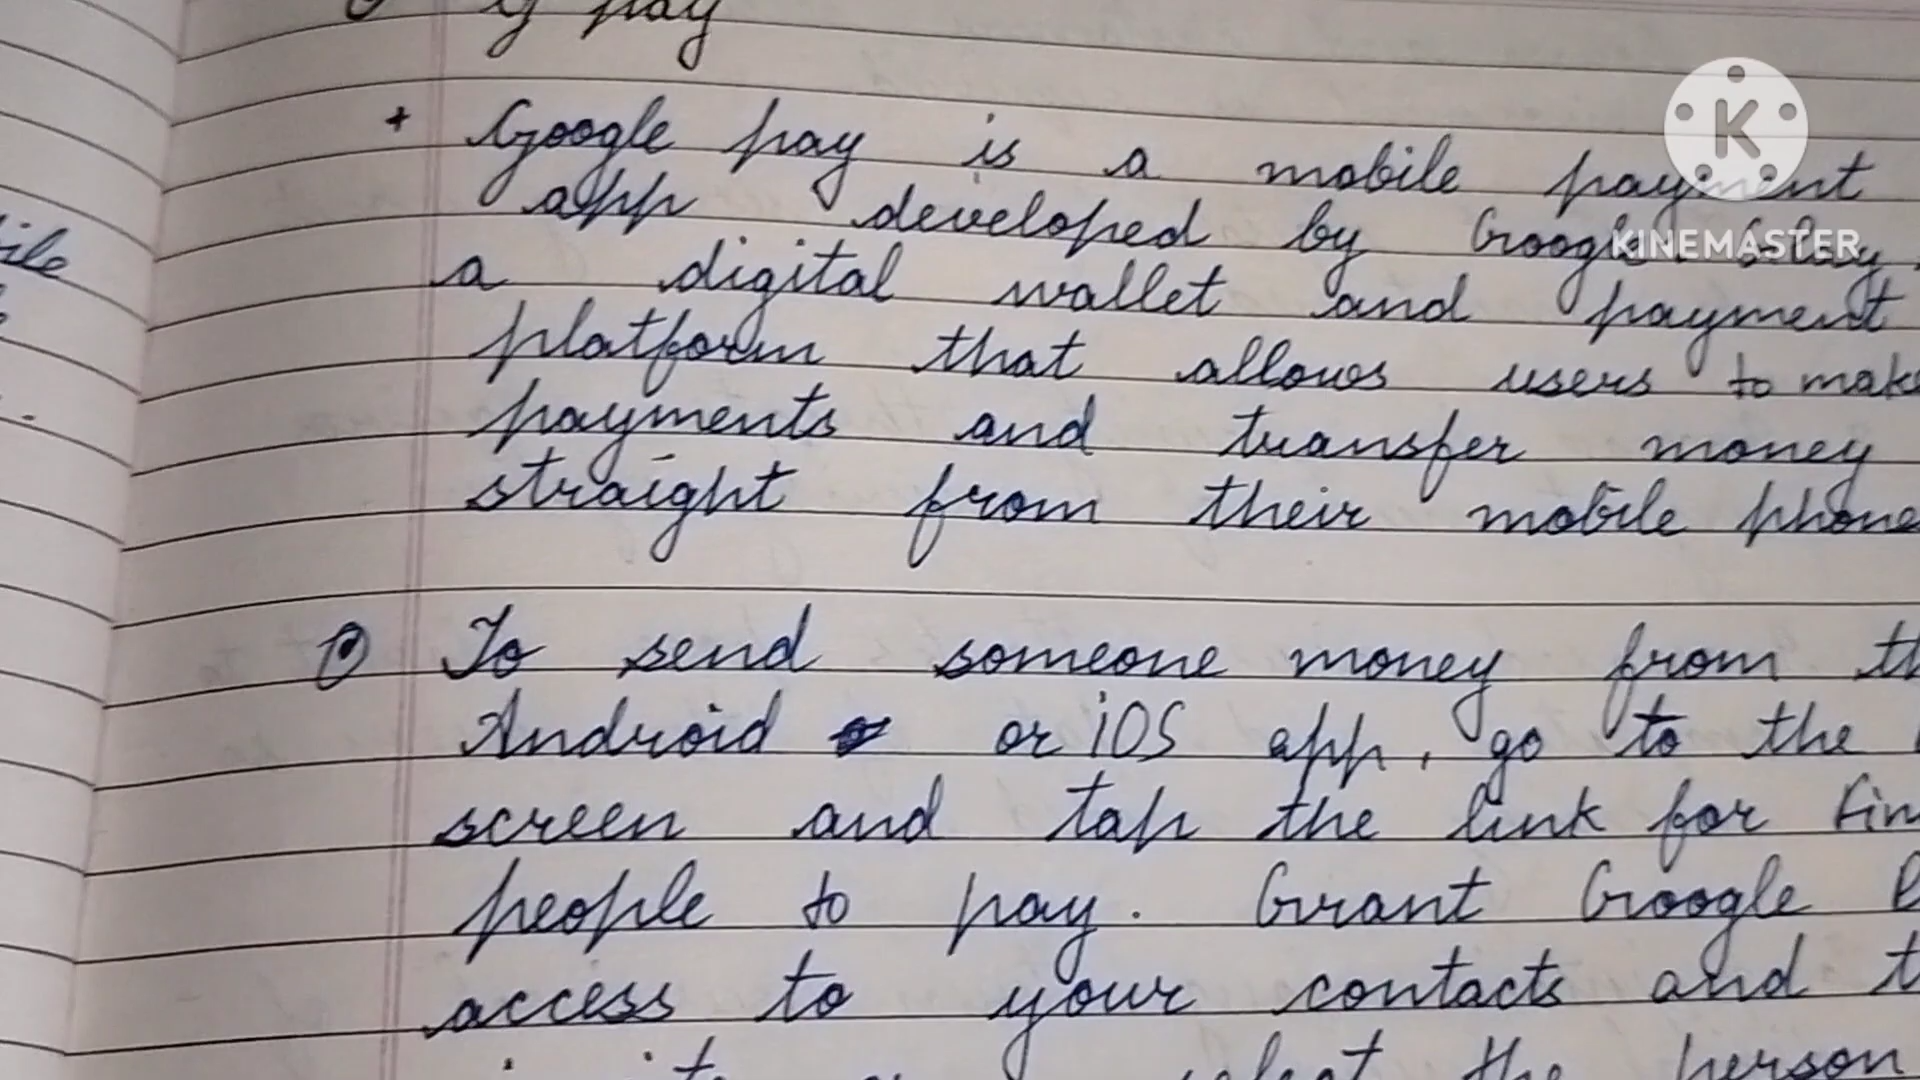 G pay
+ Google pay is a mobile payment
app developed by Google. G pay
a digital wallet and payment
platform that allows users to make
payments and transfer money
straight from their mobile phone
To send someone money from
Android or iOS app, go to the
screen and tap the link for
people to pay. Grant Google
access to your contacts and
select the person
KINEMASTER